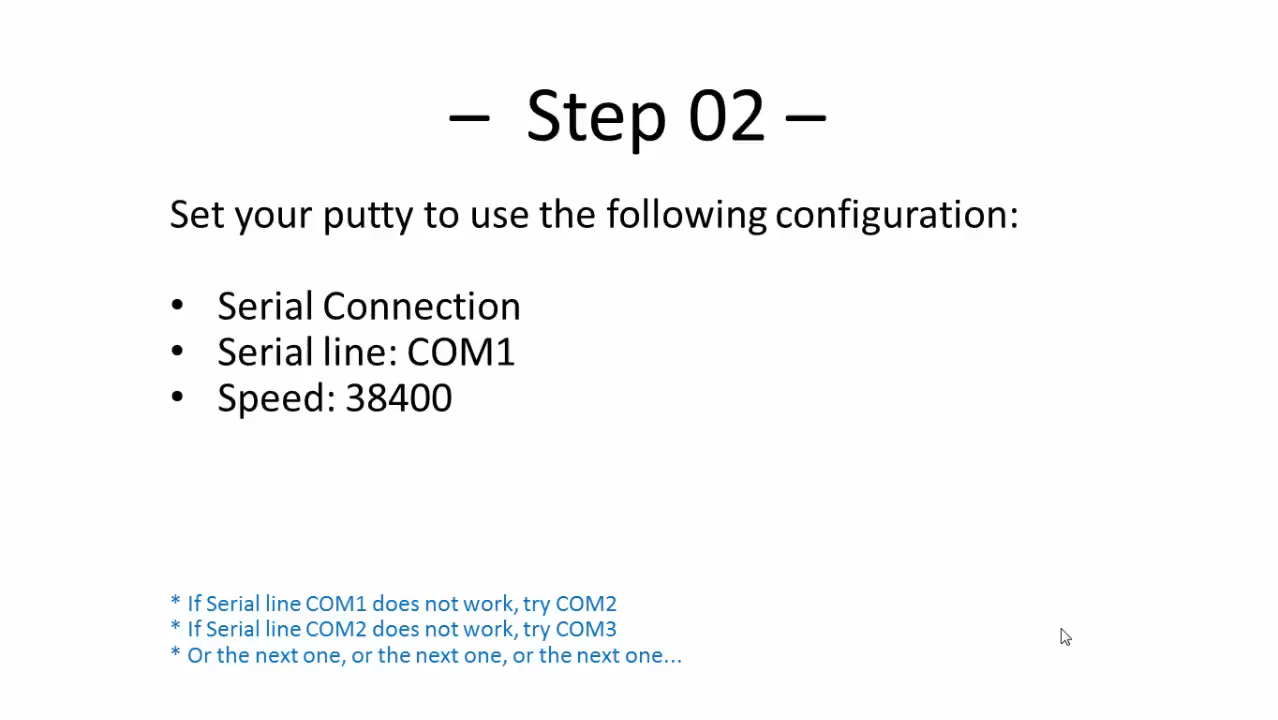 – Step 02 –
Set your putty to use the following configuration:
• Serial Connection
• Serial line: COM1
• Speed: 38400
* If Serial line COM1 does not work, try COM2
* If Serial line COM2 does not work, try COM3
* Or the next one, or the next one, or the next one...